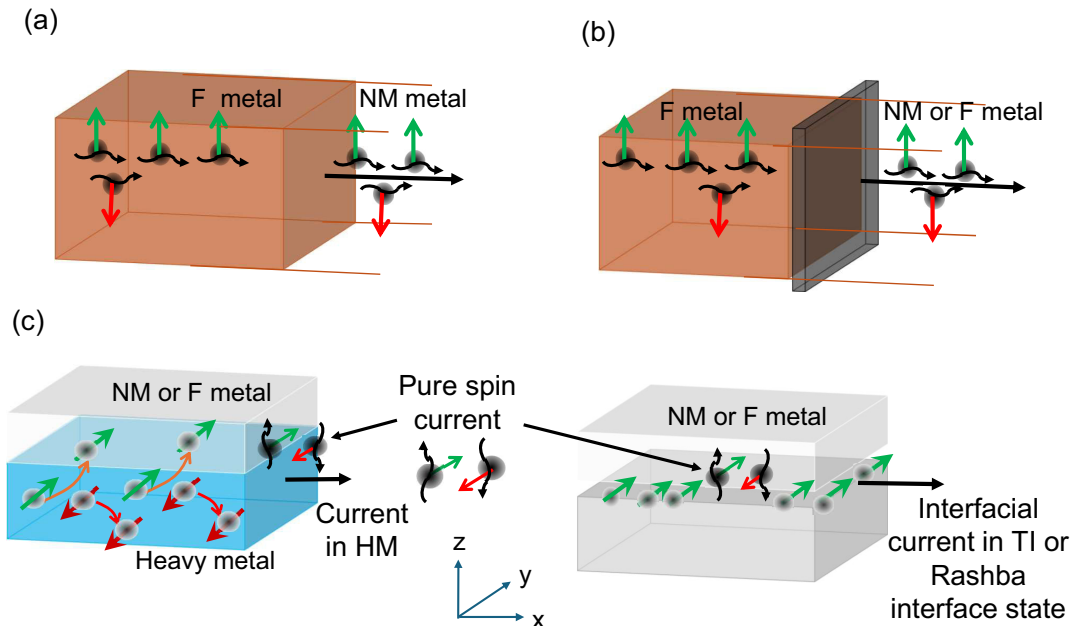 (a)
F metal
NM metal
(b)
F metal
NM or F metal
(c)
NM or F metal
Heavy metal
Current
in HM
Pure spin
current
z
y
x
NM or F metal
Interfacial
current in TI or
Rashba
interface state